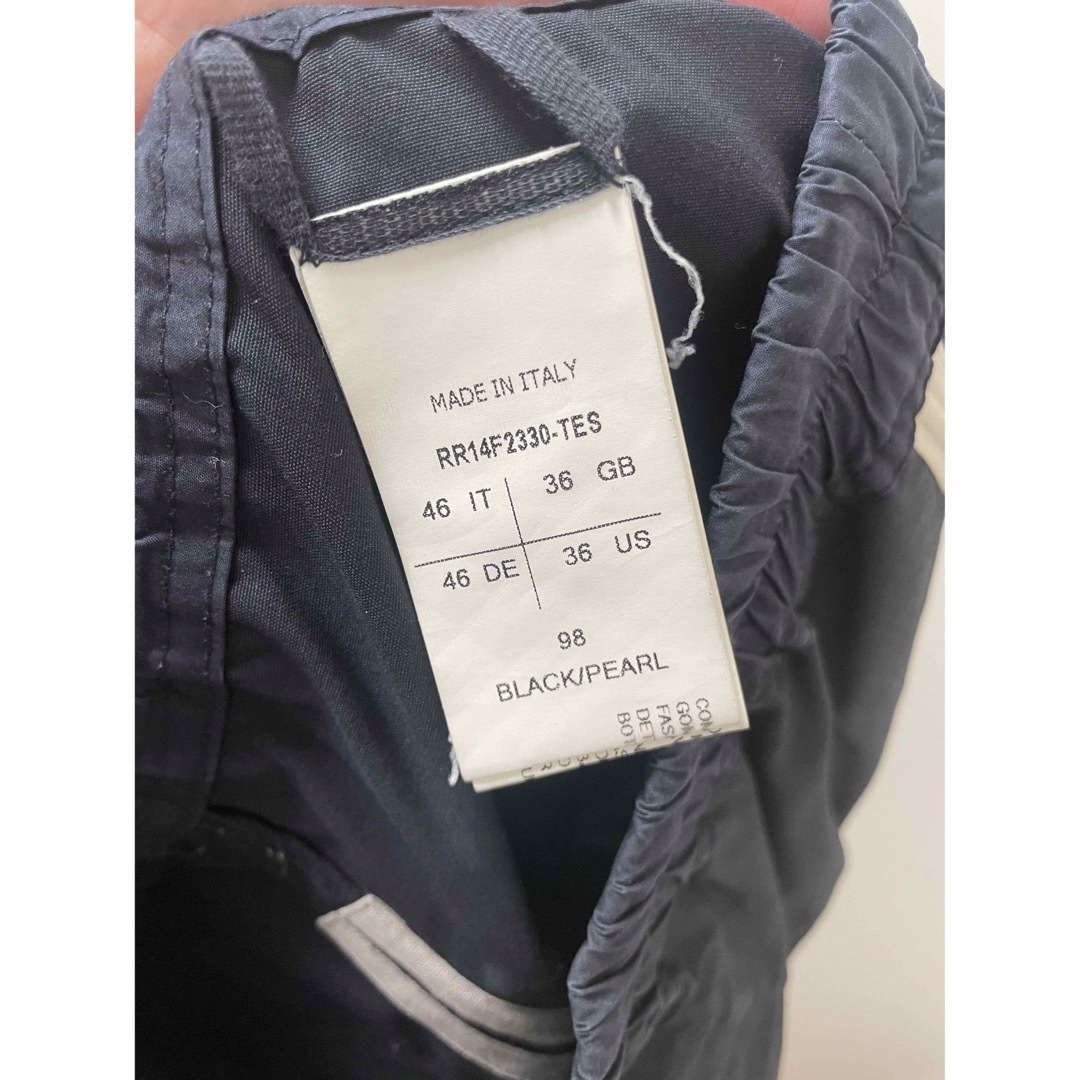 MADE IN ITALY
RR14F2330-TES
46 IT 36 GB
46 DE 36 US
98
BLACK/PEARL